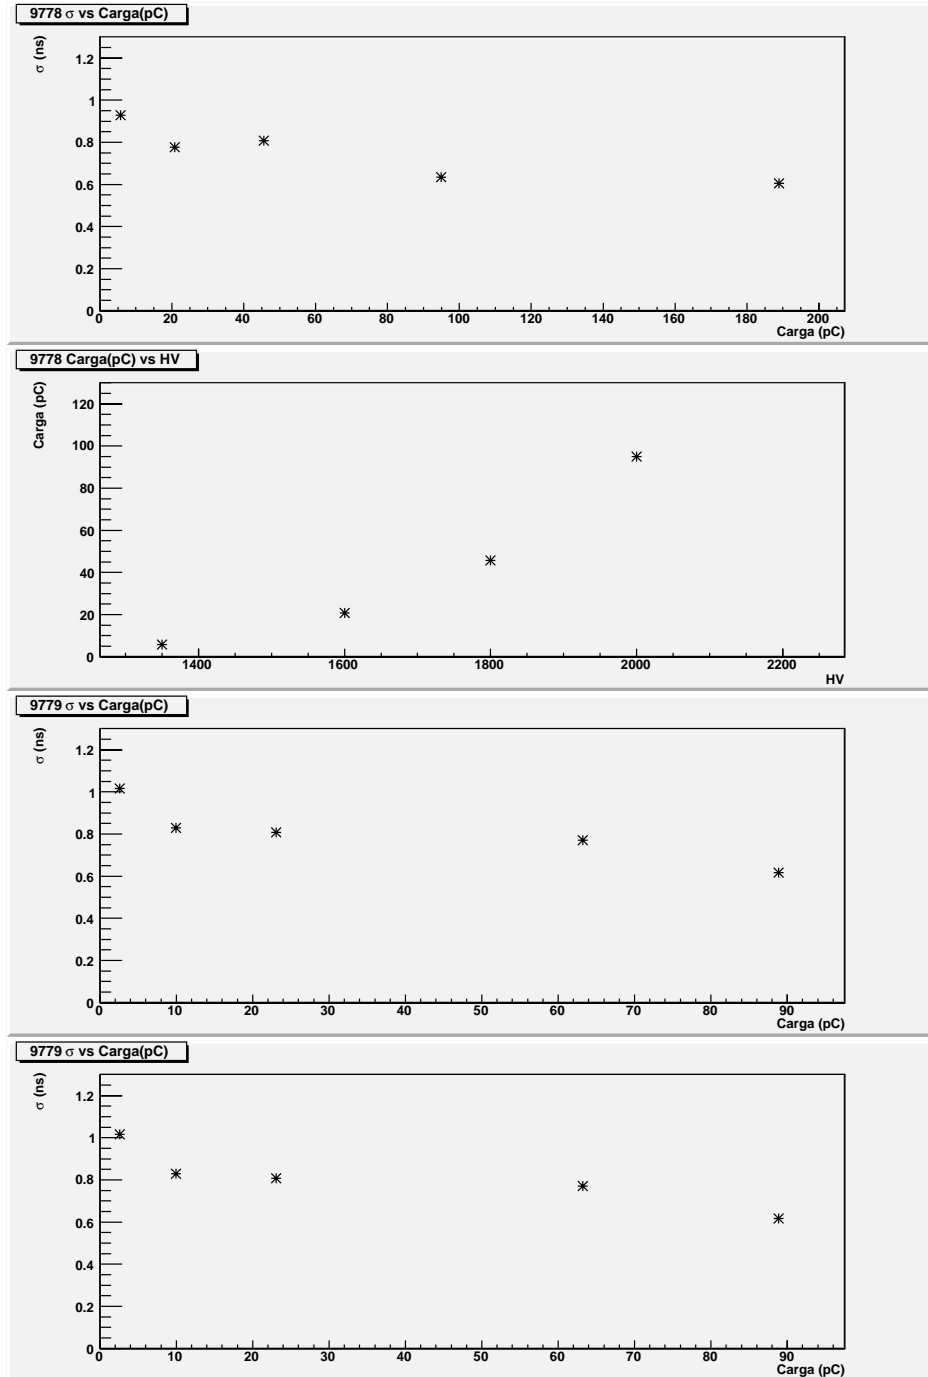 9778 σ vs Carga(pC)
σ (ns)
1.2
1
0.8
0.6
0.4
0.2
0
0 20 40 60 80 100 120 140 160 180 200
Carga (pC)
9778 Carga(pC) vs HV
Carga (pC)
120
100
80
60
40
20
0
1400 1600 1800 2000 2200
HV
9779 σ vs Carga(pC)
σ (ns)
1.2
1
0.8
0.6
0.4
0.2
0
0 10 20 30 40 50 60 70 80 90
Carga (pC)
9779 σ vs Carga(pC)
σ (ns)
1.2
1
0.8
0.6
0.4
0.2
0
0 10 20 30 40 50 60 70 80 90
Carga (pC)